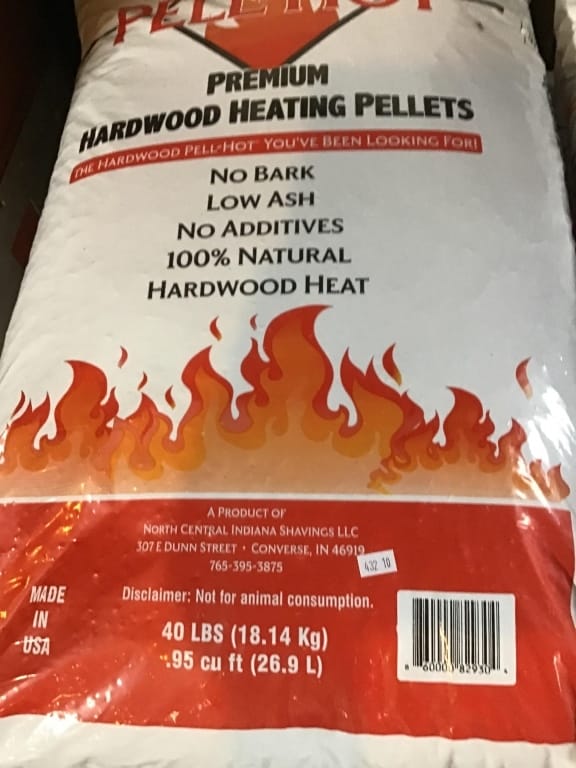 PELL-HOT
PREMIUM
HARDWOOD HEATING PELLETS
THE HARDWOOD PELL-HOT YOU'VE BEEN LOOKING FOR!
NO BARK
LOW ASH
NO ADDITIVES
100% NATURAL
HARDWOOD HEAT
A PRODUCT OF
NORTH CENTRAL INDIANA SHAVINGS LLC
307 E DUNN STREET • CONVERSE, IN 46919
765-395-3875
432 10
MADE
IN
USA
Disclaimer: Not for animal consumption.
40 LBS (18.14 Kg)
.95 cu ft (26.9 L)